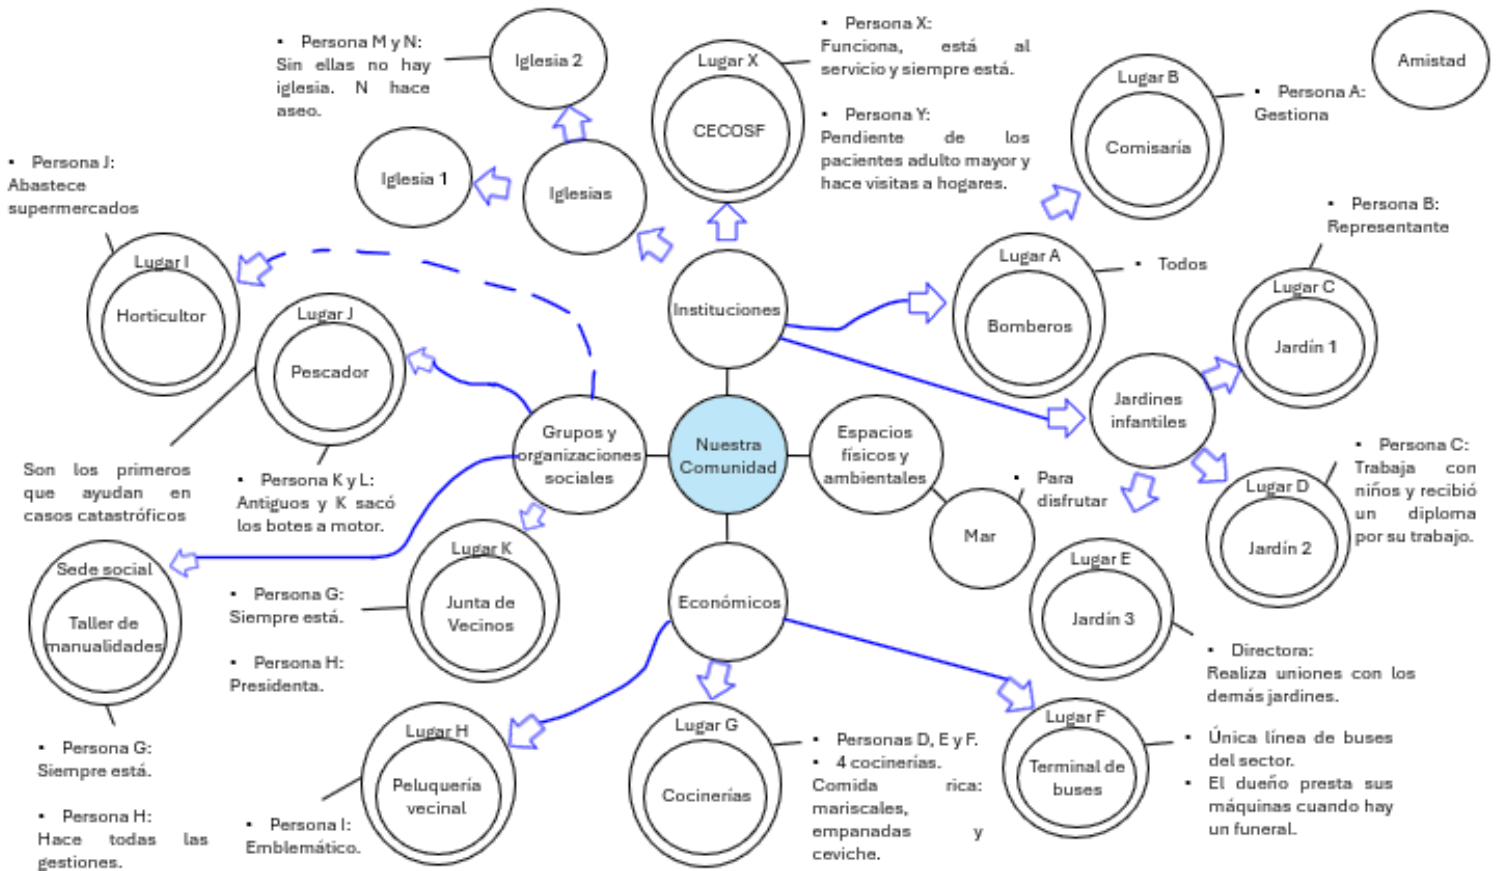 ▪ Persona M y N:
Sin ellas no hay
iglesia. N hace
aseo.
Iglesia 2
Iglesia 1
Iglesias
Lugar X
CECOSF
▪ Persona X:
Funciona, está al
servicio y siempre está.
▪ Persona Y:
Pendiente de los
pacientes adulto mayor y
hace visitas a hogares.
Lugar B
Comisaría
▪ Persona A:
Gestiona
Amistad
▪ Persona J:
Abastece
supermercados
Lugar I
Horticultor
Lugar J
Pescador
Instituciones
Lugar A
Bomberos
▪ Todos
▪ Persona B:
Representante
Lugar C
Jardín 1
Jardines
infantiles
Grupos y
organizaciones
sociales
Nuestra
Comunidad
Espacios
físicos y
ambientales
▪ Para
disfrutar
Mar
▪ Persona C:
Trabaja con
niños y recibió
un diploma
por su trabajo.
Lugar D
Jardín 2
Son los primeros
que ayudan en
casos catastróficos
▪ Persona K y L:
Antiguos y K sacó
los botes a motor.
Lugar K
Junta de
Vecinos
▪ Persona G:
Siempre está.
▪ Persona H:
Presidenta.
Sede social
Taller de
manualidades
▪ Persona G:
Siempre está.
▪ Persona H:
Hace todas las
gestiones.
Económicos
Lugar E
Jardín 3
▪ Directora:
Realiza uniones con los
demás jardines.
Lugar H
Peluquería
vecinal
▪ Persona I:
Emblemático.
Lugar G
Cocinerías
▪ Personas D, E y F.
▪ 4 cocinerías.
Comida rica:
mariscales,
empanadas y
ceviche.
Lugar F
Terminal de
buses
▪ Única línea de buses
del sector.
▪ El dueño presta sus
máquinas cuando hay
un funeral.